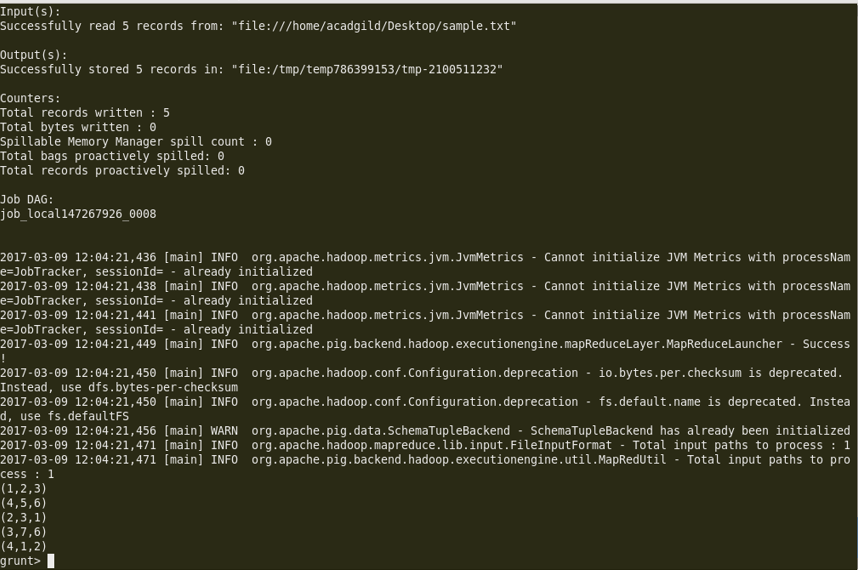 Input(s):
Successfully read 5 records from: "file:///home/acadgild/Desktop/sample.txt"
Output(s):
Successfully stored 5 records in: "file:/tmp/temp786399153/tmp-2100511232"
Counters:
Total records written : 5
Total bytes written : 0
Spillable Memory Manager spill count : 0
Total bags proactively spilled: 0
Total records proactively spilled: 0
Job DAG:
job_local147267926_0008
2017-03-09 12:04:21,436 [main] INFO  org.apache.hadoop.metrics.jvm.JvmMetrics - Cannot initialize JVM Metrics with processNam
e=JobTracker, sessionId= - already initialized
2017-03-09 12:04:21,438 [main] INFO  org.apache.hadoop.metrics.jvm.JvmMetrics - Cannot initialize JVM Metrics with processNam
e=JobTracker, sessionId= - already initialized
2017-03-09 12:04:21,441 [main] INFO  org.apache.hadoop.metrics.jvm.JvmMetrics - Cannot initialize JVM Metrics with processNam
e=JobTracker, sessionId= - already initialized
2017-03-09 12:04:21,449 [main] INFO  org.apache.pig.backend.hadoop.executionengine.mapReduceLayer.MapReduceLauncher - Success
!
2017-03-09 12:04:21,450 [main] INFO  org.apache.hadoop.conf.Configuration.deprecation - io.bytes.per.checksum is deprecated.
Instead, use dfs.bytes-per-checksum
2017-03-09 12:04:21,450 [main] INFO  org.apache.hadoop.conf.Configuration.deprecation - fs.default.name is deprecated. Instea
d, use fs.defaultFS
2017-03-09 12:04:21,456 [main] WARN  org.apache.pig.data.SchemaTupleBackend - SchemaTupleBackend has already been initialized
2017-03-09 12:04:21,471 [main] INFO  org.apache.hadoop.mapreduce.lib.input.FileInputFormat - Total input paths to process : 1
2017-03-09 12:04:21,471 [main] INFO  org.apache.pig.backend.hadoop.executionengine.util.MapRedUtil - Total input paths to pro
cess : 1
(1,2,3)
(4,5,6)
(2,3,1)
(3,7,6)
(4,1,2)
grunt>